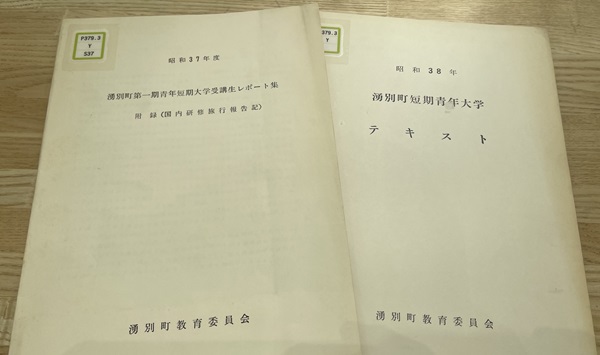 P379.3
Y
S37
昭和37年度
湧別町第一期青年短期大学受講生レポート集
附録(国内研修旅行報告記)
湧別町教育委員会
379.3
Y
昭和38年
湧別町短期青年大学
テキスト
湧別町教育委員会